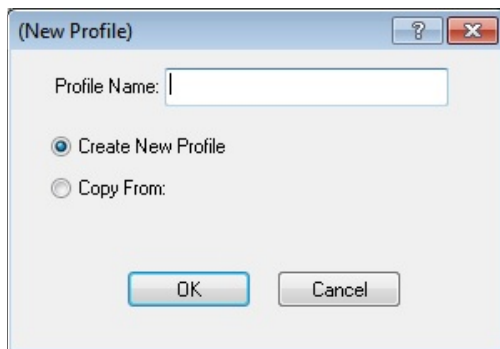 (New Profile)
Profile Name:
Create New Profile
Copy From:
OK Cancel